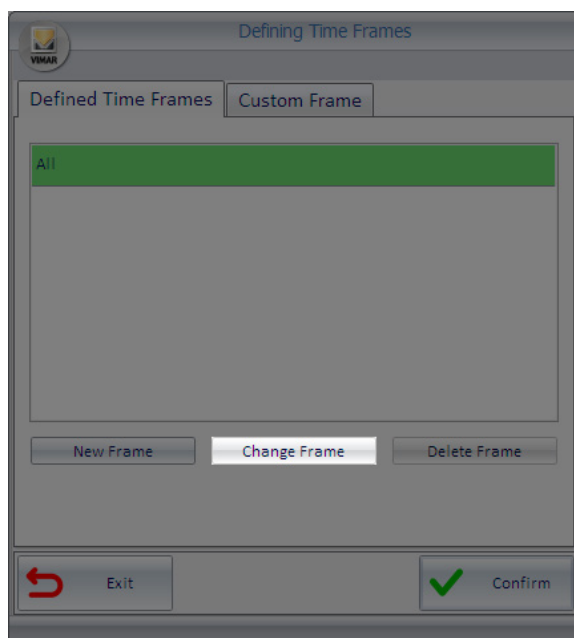 Defining Time Frames
VIMAR
Defined Time Frames
Custom Frame
All
New Frame
Change Frame
Delete Frame
Exit
Confirm